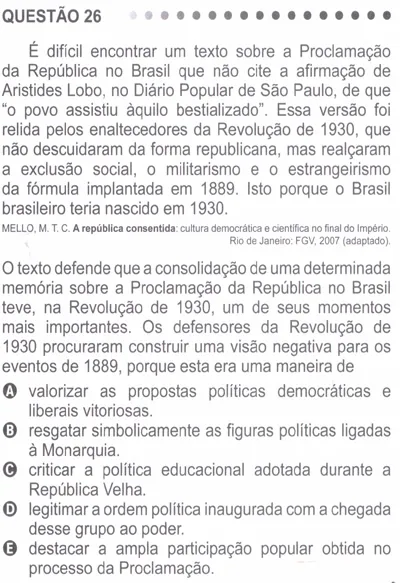 QUESTÃO 26
É difícil encontrar um texto sobre a Proclamação
da República no Brasil que não cite a afirmação de
Aristides Lobo, no Diário Popular de São Paulo, de que
“o povo assistiu àquilo bestializado”. Essa versão foi
relida pelos enaltecedores da Revolução de 1930, que
não descuidaram da forma republicana, mas realçaram
a exclusão social, o militarismo e o estrangeirismo
da fórmula implantada em 1889. Isto porque o Brasil
brasileiro teria nascido em 1930.
MELLO, M. T. C. A república consentida: cultura democrática e científica no final do Império.
Rio de Janeiro: FGV, 2007 (adaptado).
O texto defende que a consolidação de uma determinada
memória sobre a Proclamação da República no Brasil
teve, na Revolução de 1930, um de seus momentos
mais importantes. Os defensores da Revolução de
1930 procuraram construir uma visão negativa para os
eventos de 1889, porque esta era uma maneira de
A valorizar as propostas políticas democráticas e
liberais vitoriosas.
B resgatar simbolicamente as figuras políticas ligadas
à Monarquia.
C criticar a política educacional adotada durante a
República Velha.
D legitimar a ordem política inaugurada com a chegada
desse grupo ao poder.
E destacar a ampla participação popular obtida no
processo da Proclamação.